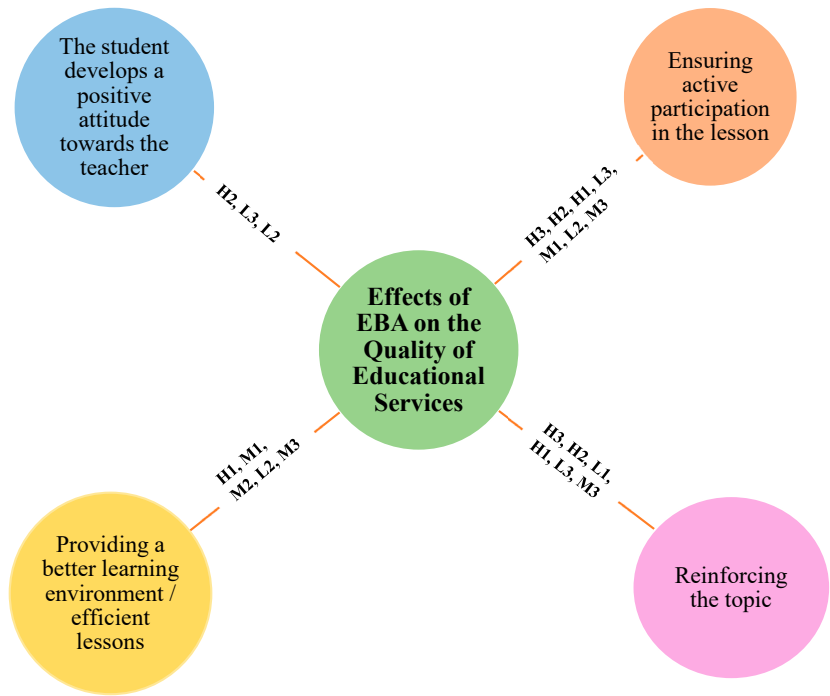 The student
develops a
positive
attitude
towards the
teacher
Ensuring
active
participation
in the lesson
H2, L3, L2
H3, H2, H1, L3,
M1, L2, M3
Effects of
EBA on the
Quality of
Educational
Services
H1, M1,
M2, L2, M3
H3, H2, L1,
H1, L3, M3
Providing a
better learning
environment /
efficient
lessons
Reinforcing
the topic